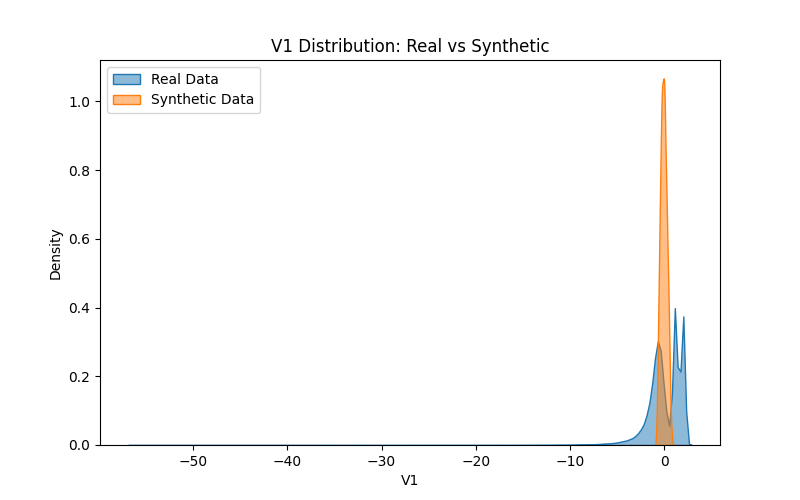 V1 Distribution: Real vs Synthetic
Real Data
Synthetic Data
Density
1.0
0.8
0.6
0.4
0.2
0.0
−50
−40
−30
−20
−10
0
V1